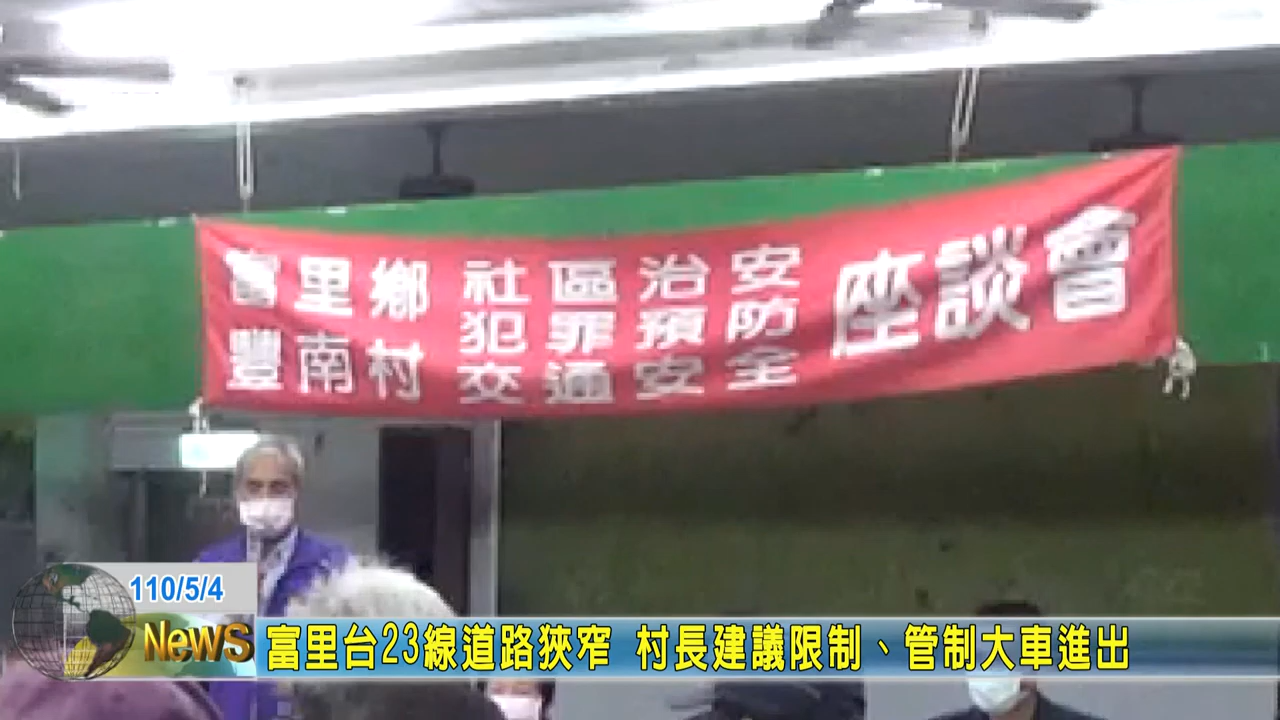 富里鄉 豐南村
社區治安
犯罪預防
交通安全
座談會
110/5/4
News
富里台23線道路狹窄 村長建議限制、管制大車進出